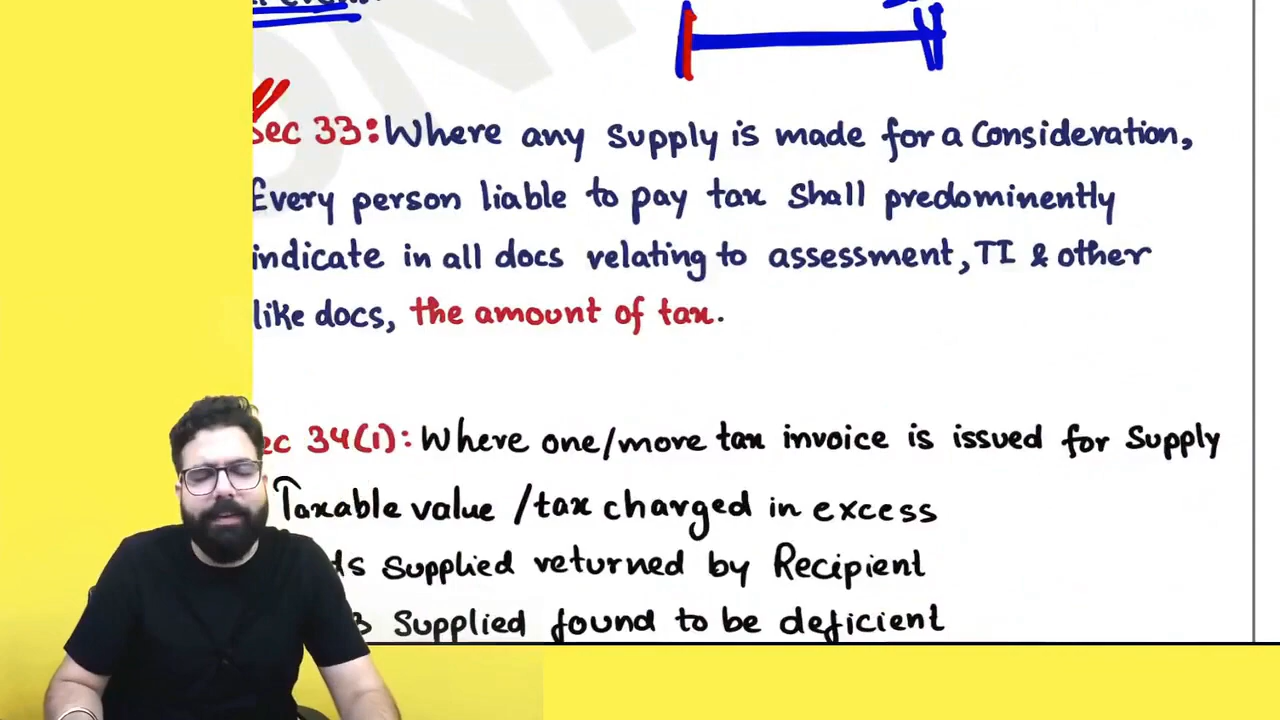 Sec 33: Where any supply is made for a Consideration,
Every person liable to pay tax shall predominently
indicate in all docs relating to assessment, TI & other
like docs, the amount of tax.
ec 34(1): Where one/more tax invoice is issued for supply
Taxable value /tax charged in excess
ds supplied returned by Recipient
supplied found to be deficient